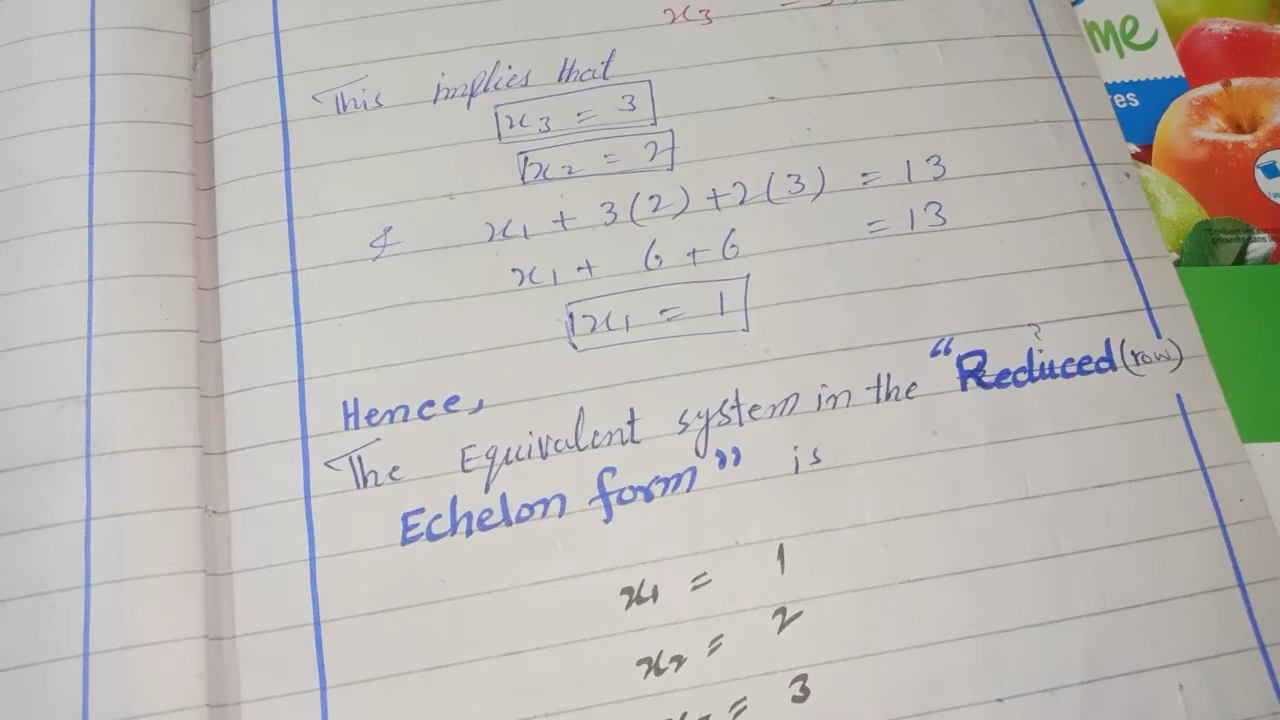 x₃
This implies that
x₃ = 3
x₂ = 2
& x₁ + 3(2) + 2(3) = 13
x₁ + 6 + 6 = 13
x₁ = 1
Hence,
The Equivalent system in the "Reduced (row)
?
Echelon form" is
x₁ = 1
x₂ = 2
= 3
me
es